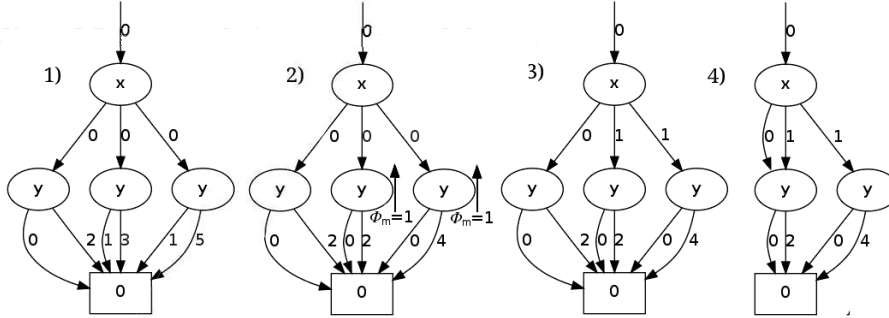 0 0 0 0
1) 2) 3) 4)
x x x x
0 0 0 0 0 0 0 1 1 0 1 1
y y y y y y y y y y y
Φm=1 Φm=1
0 2 1 3 1 5 0 2 0 2 0 4 0 2 0 2 0 4 0 2 0 4
0 0 0 0